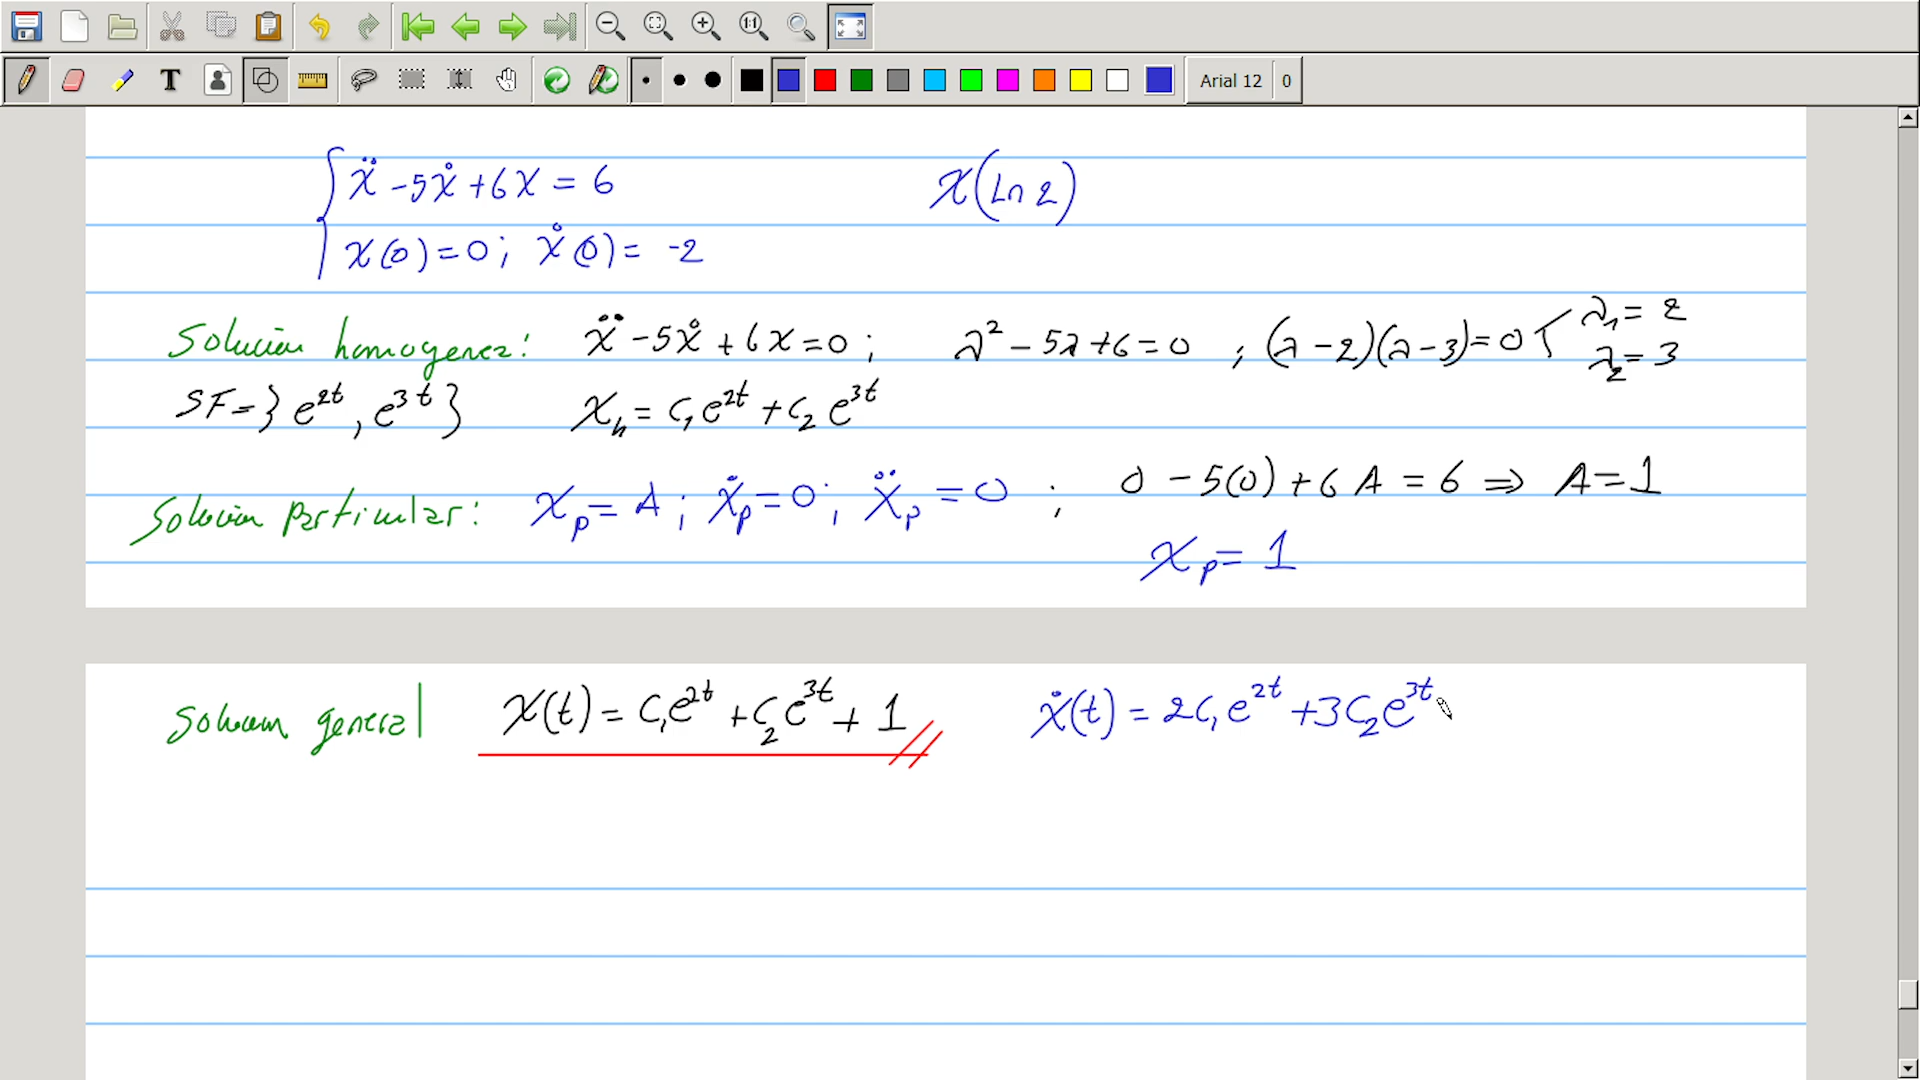 T Arial 12 0
ẍ - 5ẋ + 6x = 6 x(Ln 2)
x(0) = 0; ẋ(0) = -2
Solución homogenea: ẍ - 5ẋ + 6x = 0; λ² - 5λ + 6 = 0 ; (λ - 2)(λ - 3) = 0 λ₁ = 2
λ₂ = 3
SF = } e^2t , e^3t } x_h = C₁e^2t + C₂e^3t
Solución Particular: x_p = A; ẋ_p = 0; ẍ_p = 0 ; 0 - 5(0) + 6A = 6 ⇒ A = 1
x_p = 1
Solución general x(t) = C₁e^2t + C₂e^3t + 1 ẋ(t) = 2C₁e^2t + 3C₂e^3t